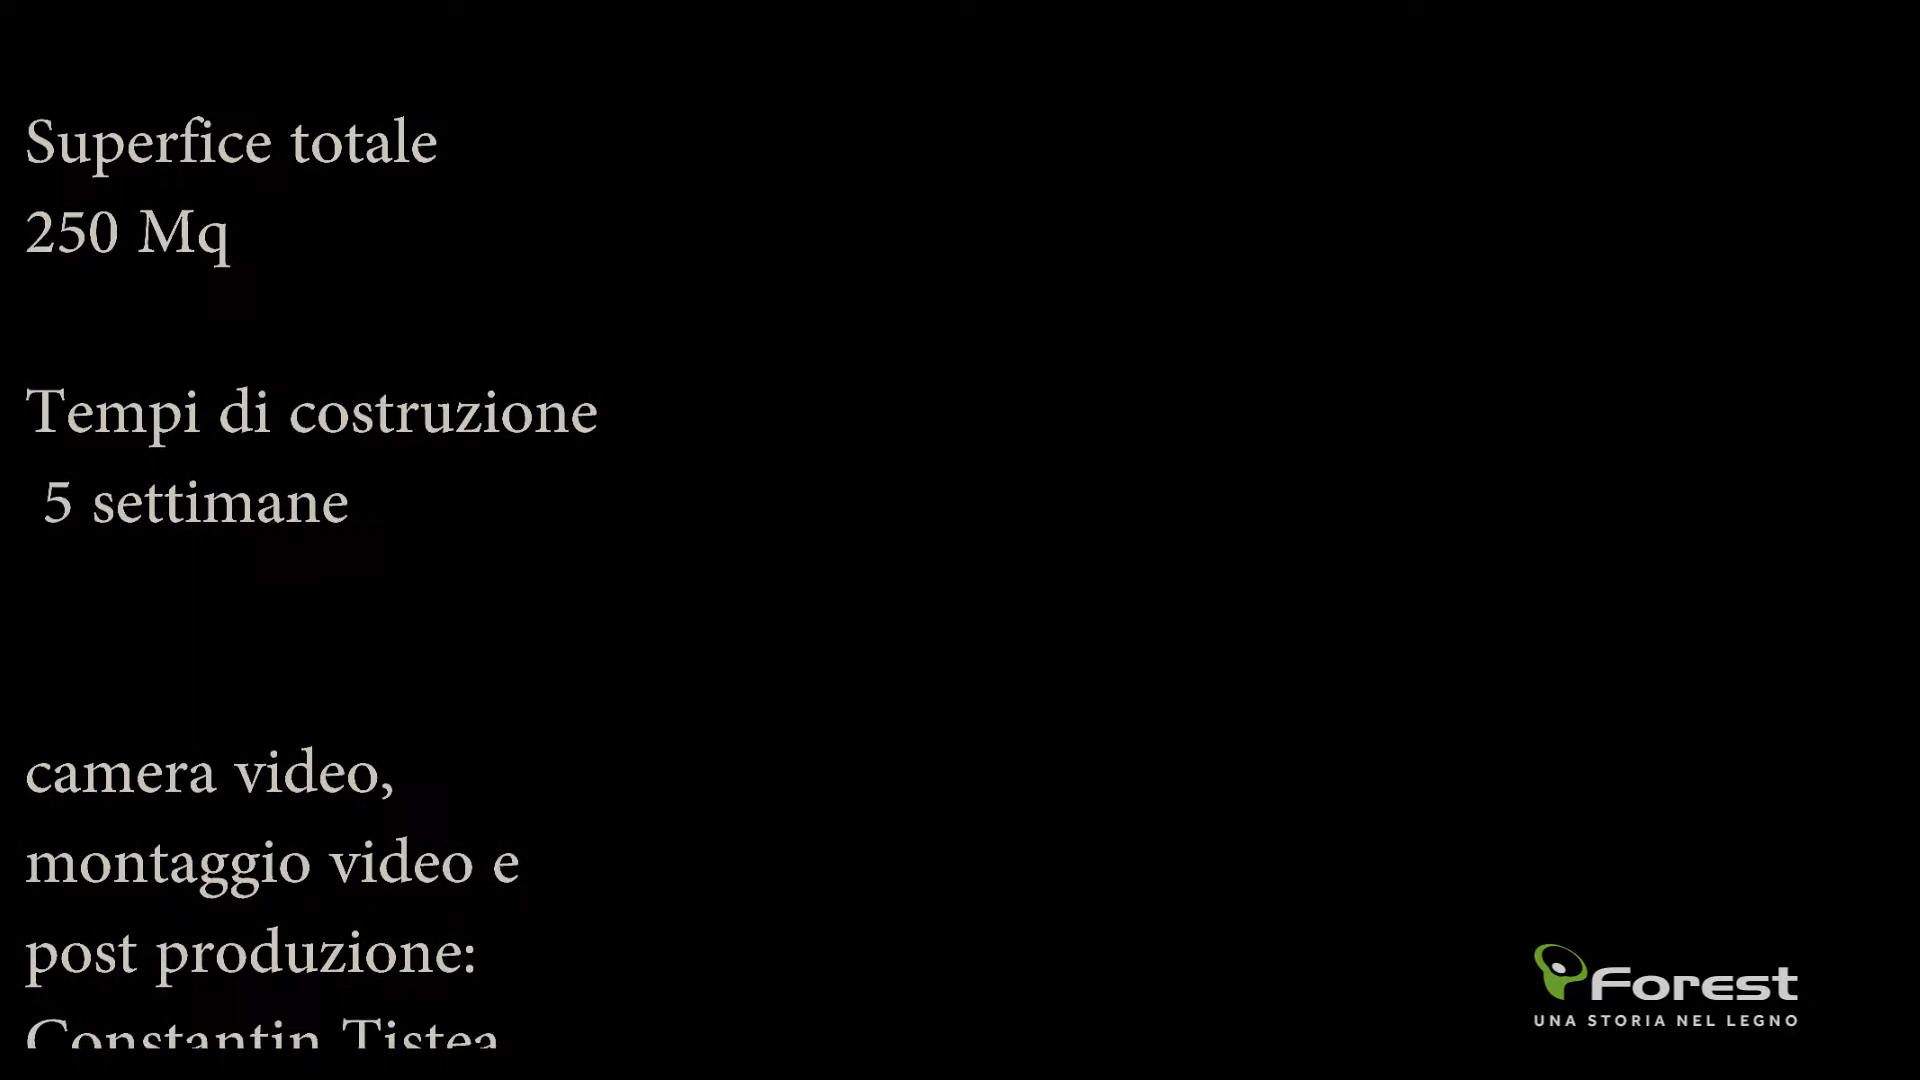 Superfice totale
250 Mq
Tempi di costruzione
5 settimane
camera video,
montaggio video e
post produzione:
Constantin Tistea
Forest
UNA STORIA NEL LEGNO